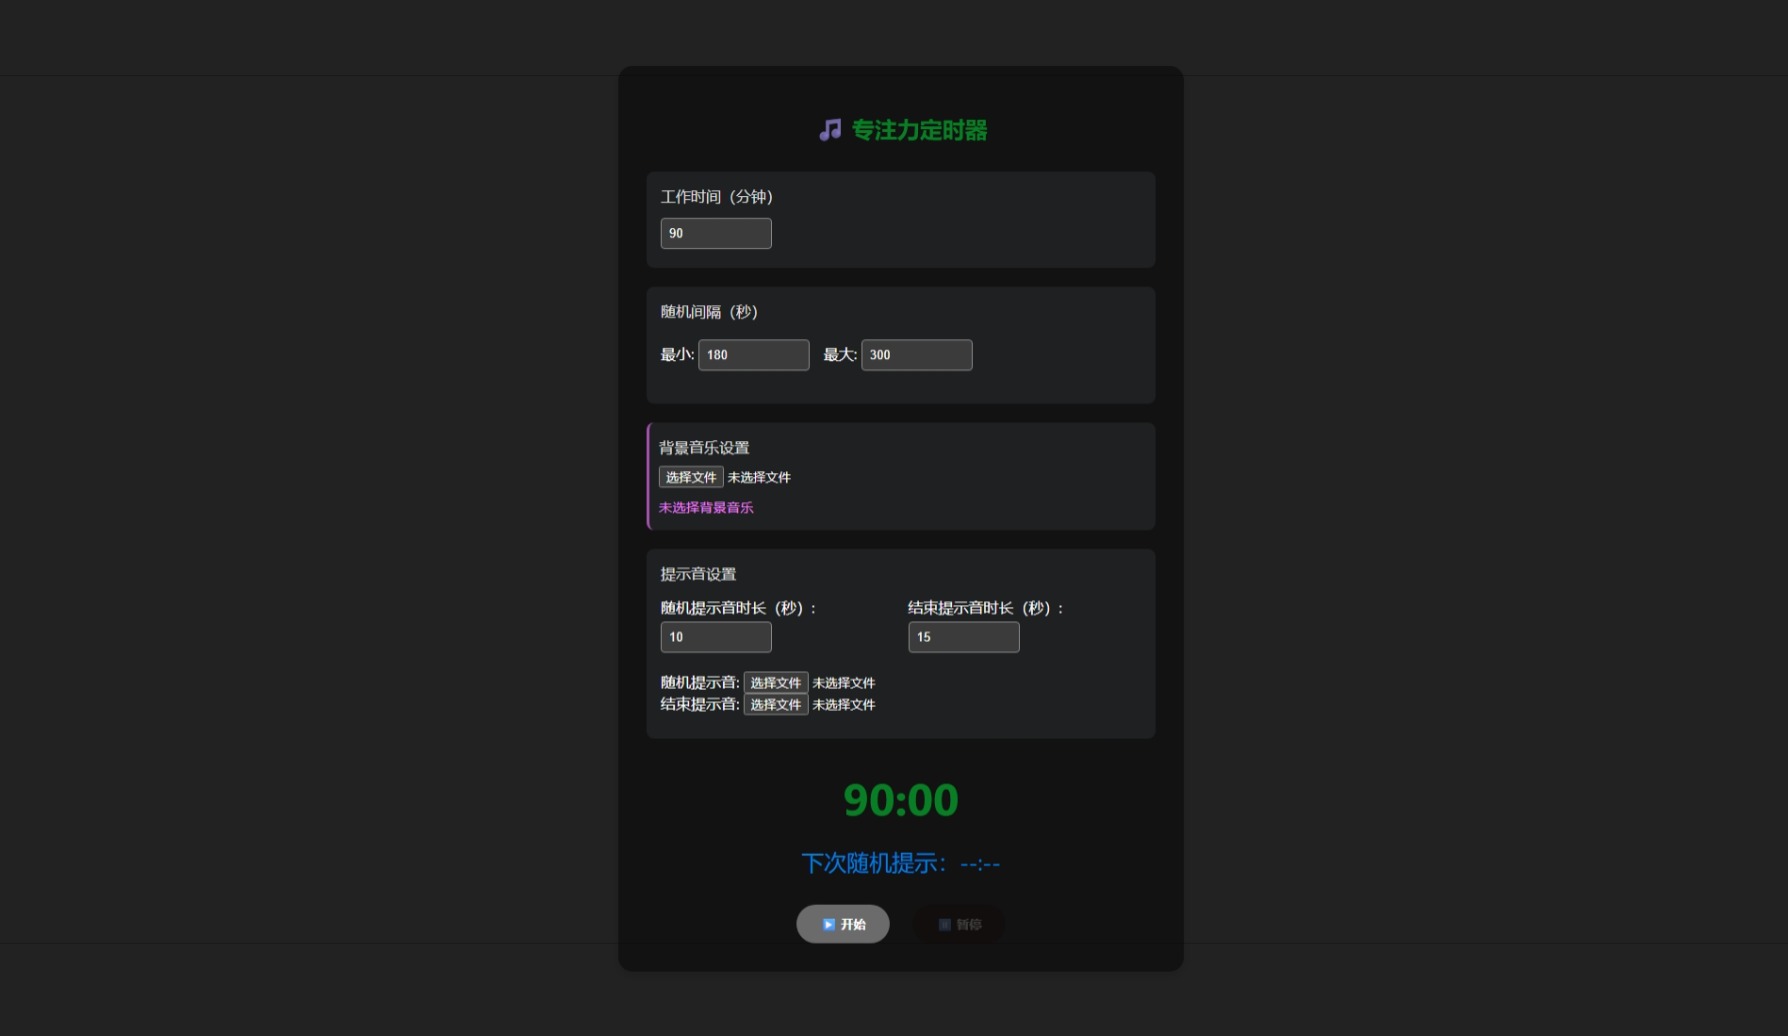 🎵 专注力定时器
工作时间（分钟）
90
随机间隔（秒）
最小: 180 最大: 300
背景音乐设置
选择文件 未选择文件
未选择背景音乐
提示音设置
随机提示音时长（秒）: 结束提示音时长（秒）:
10 15
随机提示音: 选择文件 未选择文件
结束提示音: 选择文件 未选择文件
90:00
下次随机提示：--:--
▶ 开始 ⏹ 暂停